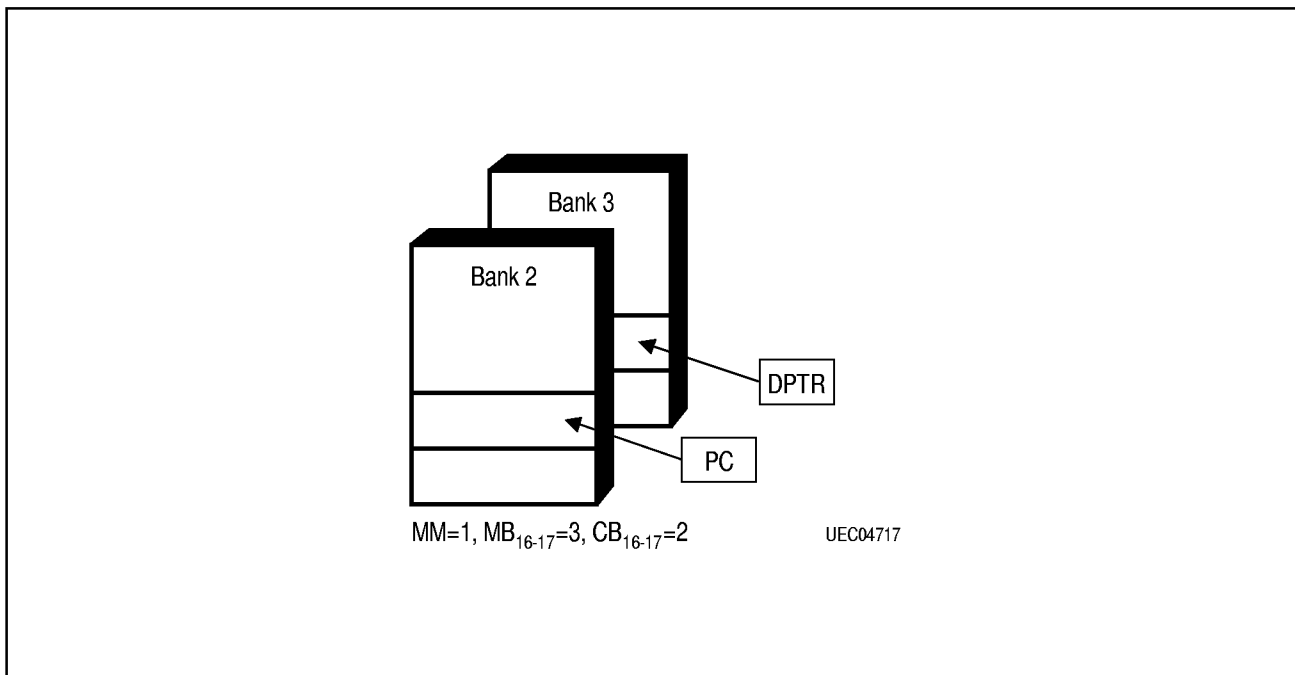 Bank 3
Bank 2
DPTR
PC
MM=1, MB16-17=3, CB16-17=2
UEC04717